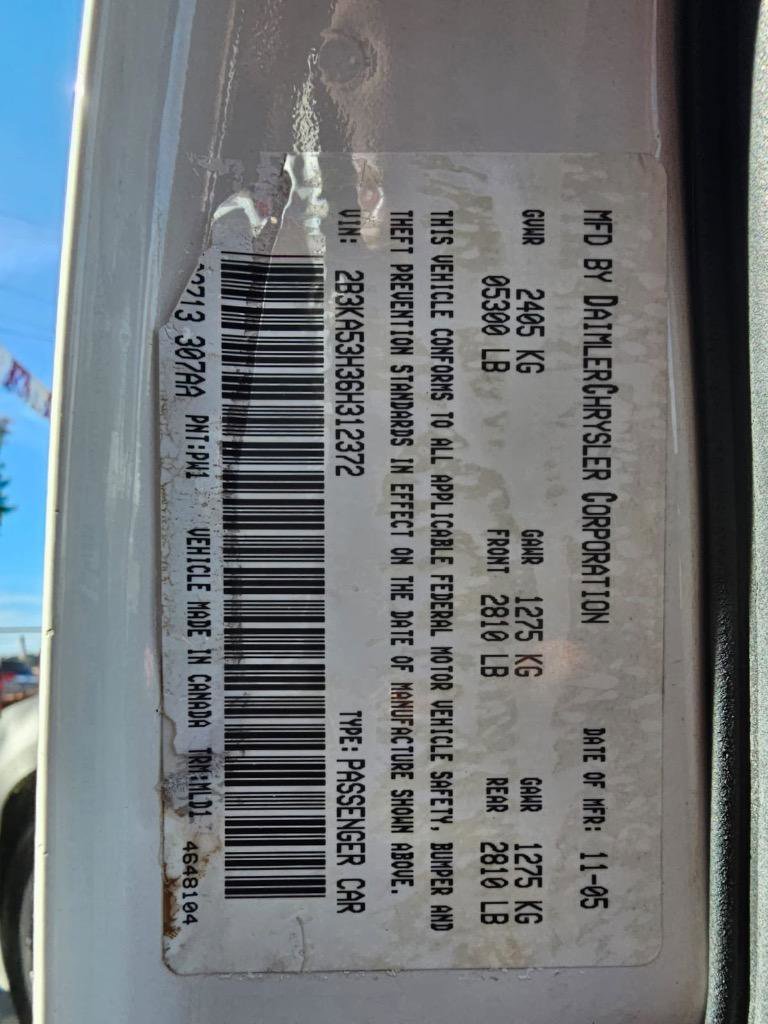 MFD BY DAIMLERCHRYSLER CORPORATION DATE OF MFR: 11-05
GVWR 2405 KG GAWR 1275 KG GAWR 1275 KG
05300 LB FRONT 2810 LB REAR 2810 LB
THIS VEHICLE CONFORMS TO ALL APPLICABLE FEDERAL MOTOR VEHICLE SAFETY, BUMPER AND
THEFT PREVENTION STANDARDS IN EFFECT ON THE DATE OF MANUFACTURE SHOWN ABOVE.
VIN: 2B3KA53H36H312372 TYPE: PASSENGER CAR
307AA PNT:PW1 VEHICLE MADE IN CANADA TRM:MLD1 4648104